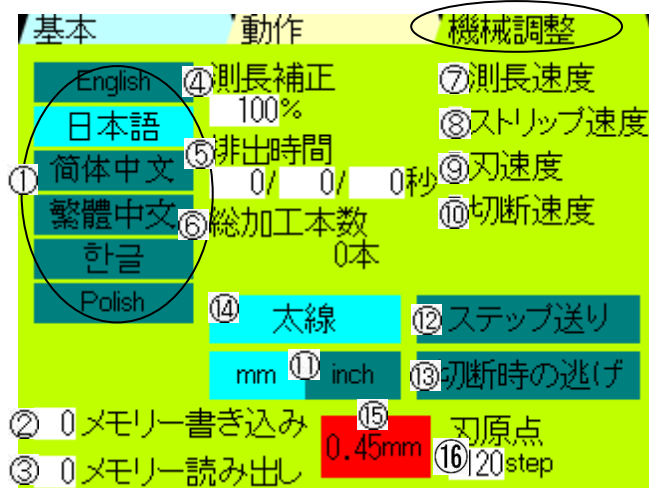 基本 動作 機械調整
English ④測長補正 ⑦測長速度
100%
日本語 ⑧ストリップ速度
⑤排出時間
① 简体中文 0/ 0/ 0秒 ⑨刃速度
繁體中文 ⑥総加工本数 ⑩切断速度
0本
한글
Polish ⑭太線 ⑫ステップ送り
mm ⑪ inch ⑬切断時の逃げ
② 0メモリー書き込み ⑮ 0.45mm 刃原点
③ 0メモリー読み出し ⑯120step